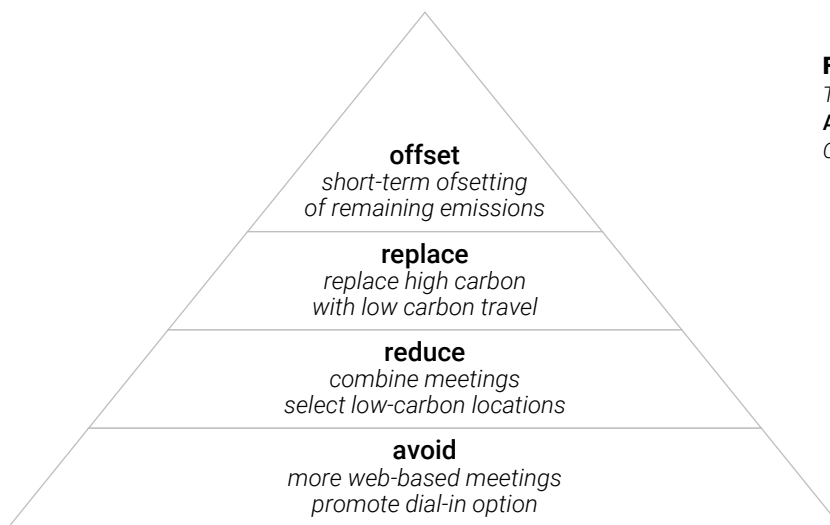 offset
short-term ofsetting
of remaining emissions
replace
replace high carbon
with low carbon travel
reduce
combine meetings
select low-carbon locations
avoid
more web-based meetings
promote dial-in option